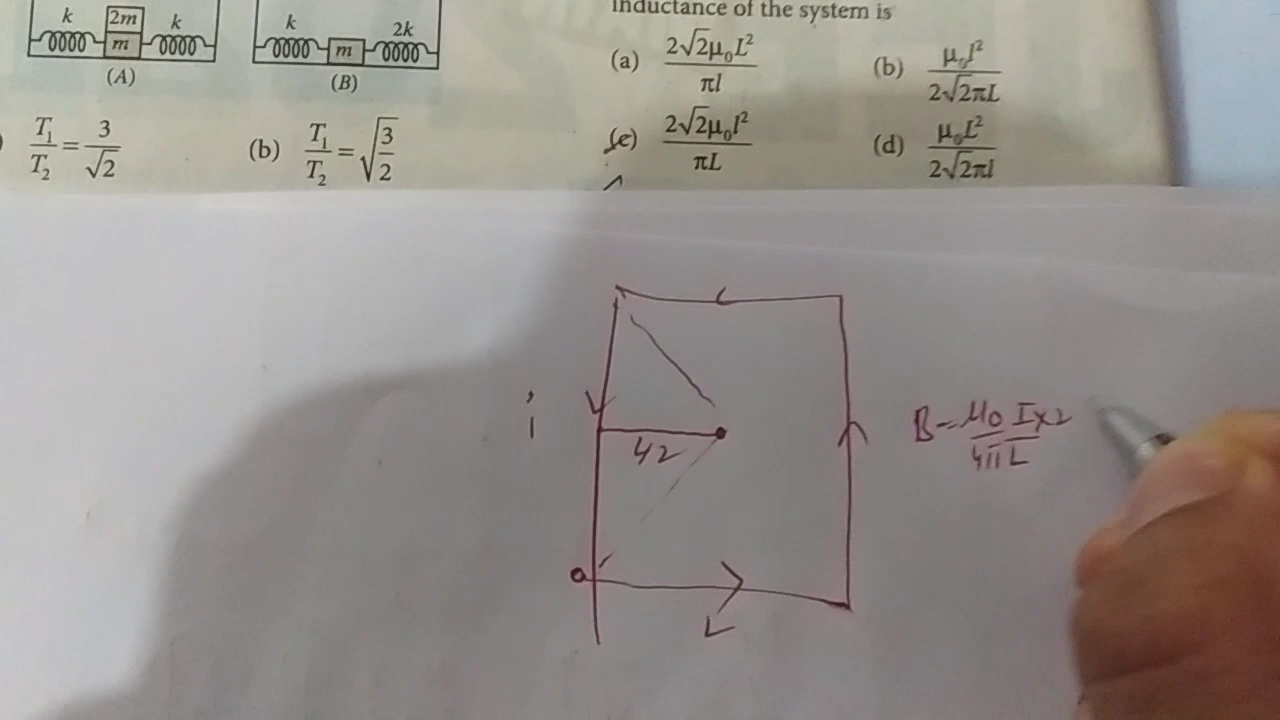 k 2m k
m
(A)
k 2k
m
(B)
) T₁/T₂ = 3/√2
(b) T₁/T₂ = √(3/2)
inductance of the system is
(a) 2√2μ₀L²/πl
(b) μ₀l²/2√2πL
(c) 2√2μ₀l²/πL
(d) μ₀L²/2√2πl
i
L/2
L
B = μ₀ I×2/4π L